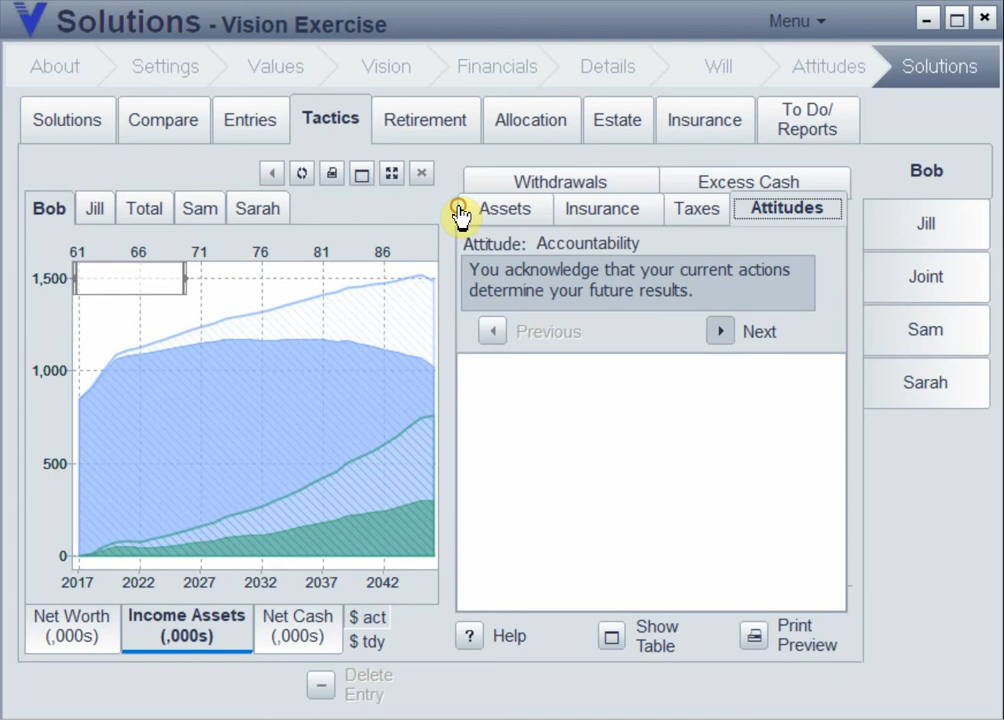 Solutions - Vision Exercise
Menu
About
Settings
Values
Vision
Financials
Details
Will
Attitudes
Solutions
Solutions
Compare
Entries
Tactics
Retirement
Allocation
Estate
Insurance
To Do/
Reports
Bob
Jill
Total
Sam
Sarah
61
66
71
76
81
86
1,500
1,000
500
0
2017
2022
2027
2032
2037
2042
Net Worth
(,000s)
Income Assets
(,000s)
Net Cash
(,000s)
$ act
$ tdy
Delete
Entry
Withdrawals
Excess Cash
Assets
Insurance
Taxes
Attitudes
Attitude: Accountability
You acknowledge that your current actions
determine your future results.
Previous
Next
? Help
Show
Table
Print
Preview
Bob
Jill
Joint
Sam
Sarah